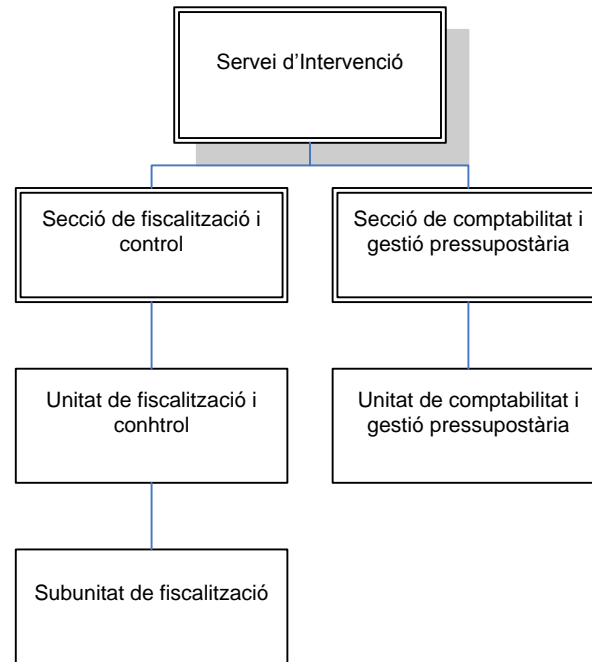 Servei d’Intervenció
Secció de fiscalització i
control
Secció de comptabilitat i
gestió pressupostària
Unitat de fiscalització i
conhtrol
Unitat de comptabilitat i
gestió pressupostària
Subunitat de fiscalització